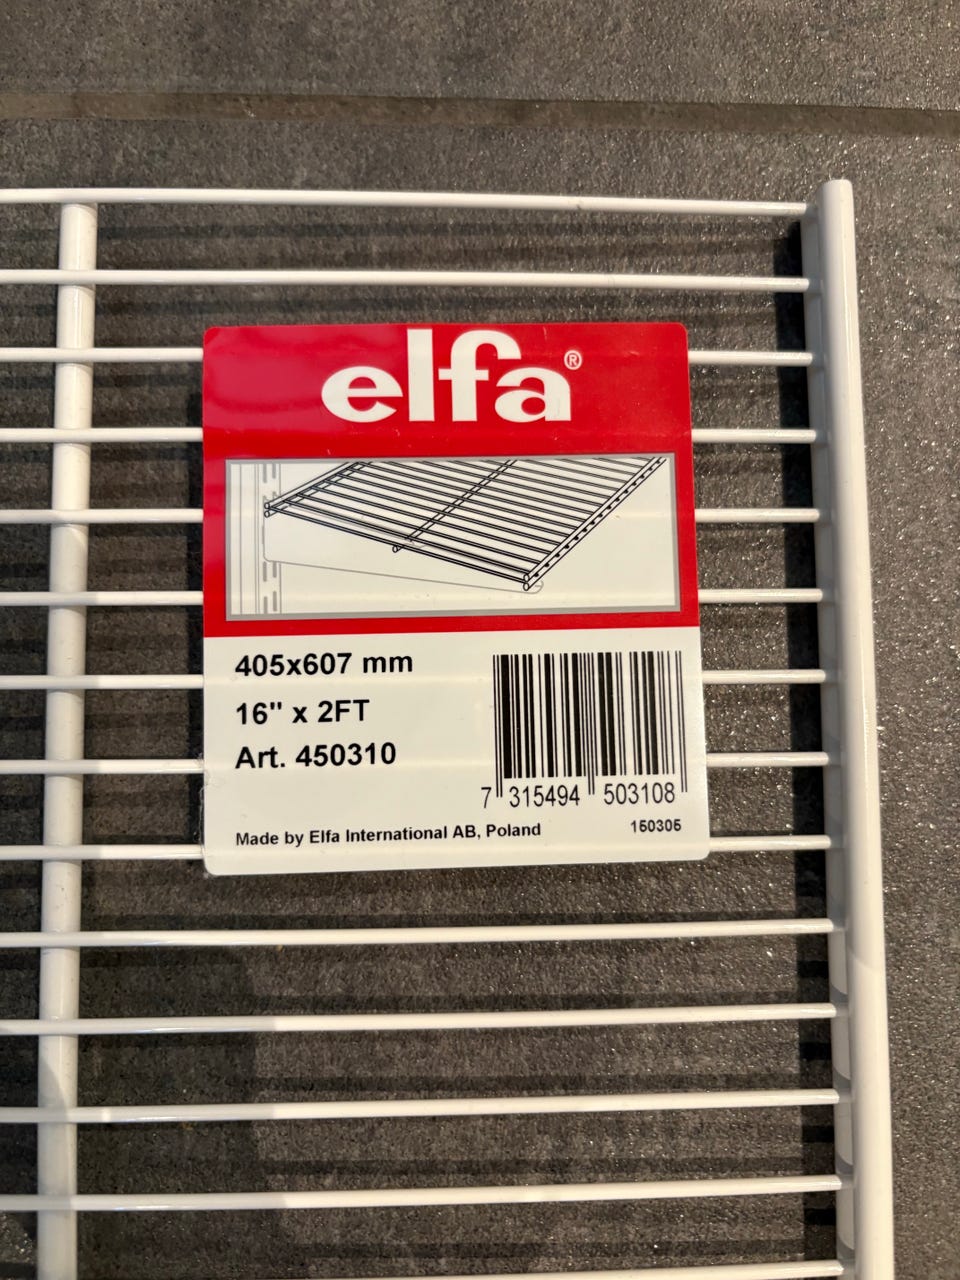 elfa®
405x607 mm
16" x 2FT
Art. 450310
7 315494 503108
Made by Elfa International AB, Poland 150305